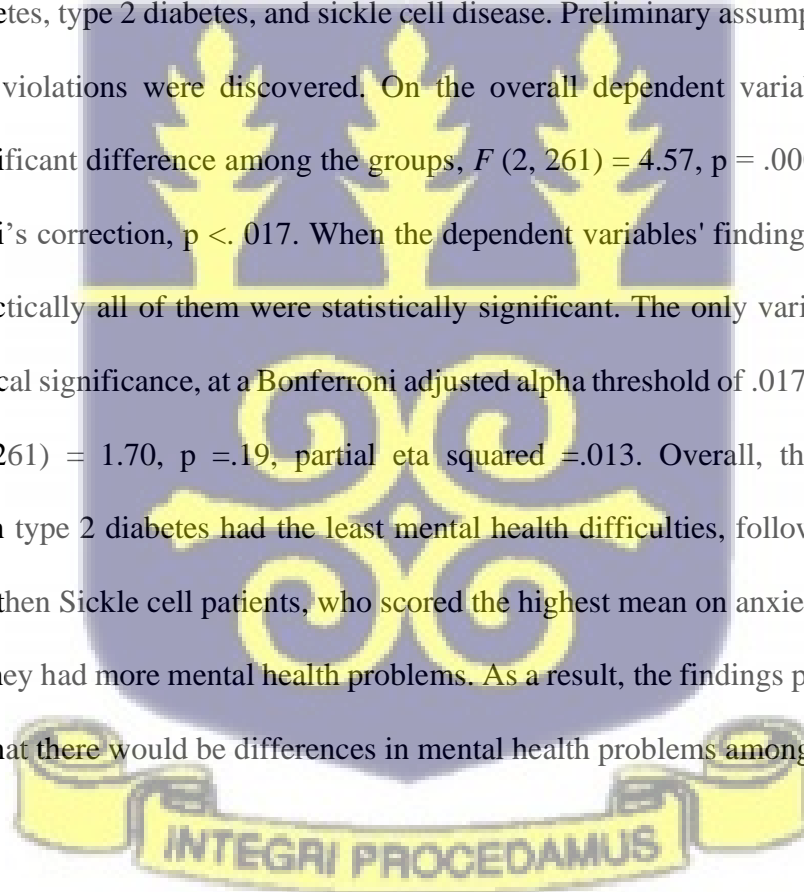 etes, type 2 diabetes, and sickle cell disease. Preliminary assump
violations were discovered. On the overall dependent varia
ificant difference among the groups, F (2, 261) = 4.57, p = .00
i’s correction, p <. 017. When the dependent variables' finding
ctically all of them were statistically significant. The only vari
cal significance, at a Bonferroni adjusted alpha threshold of .017
261) = 1.70, p =.19, partial eta squared =.013. Overall, th
n type 2 diabetes had the least mental health difficulties, follow
then Sickle cell patients, who scored the highest mean on anxie
hey had more mental health problems. As a result, the findings p
hat there would be differences in mental health problems among
INTEGRI PROCEDAMUS